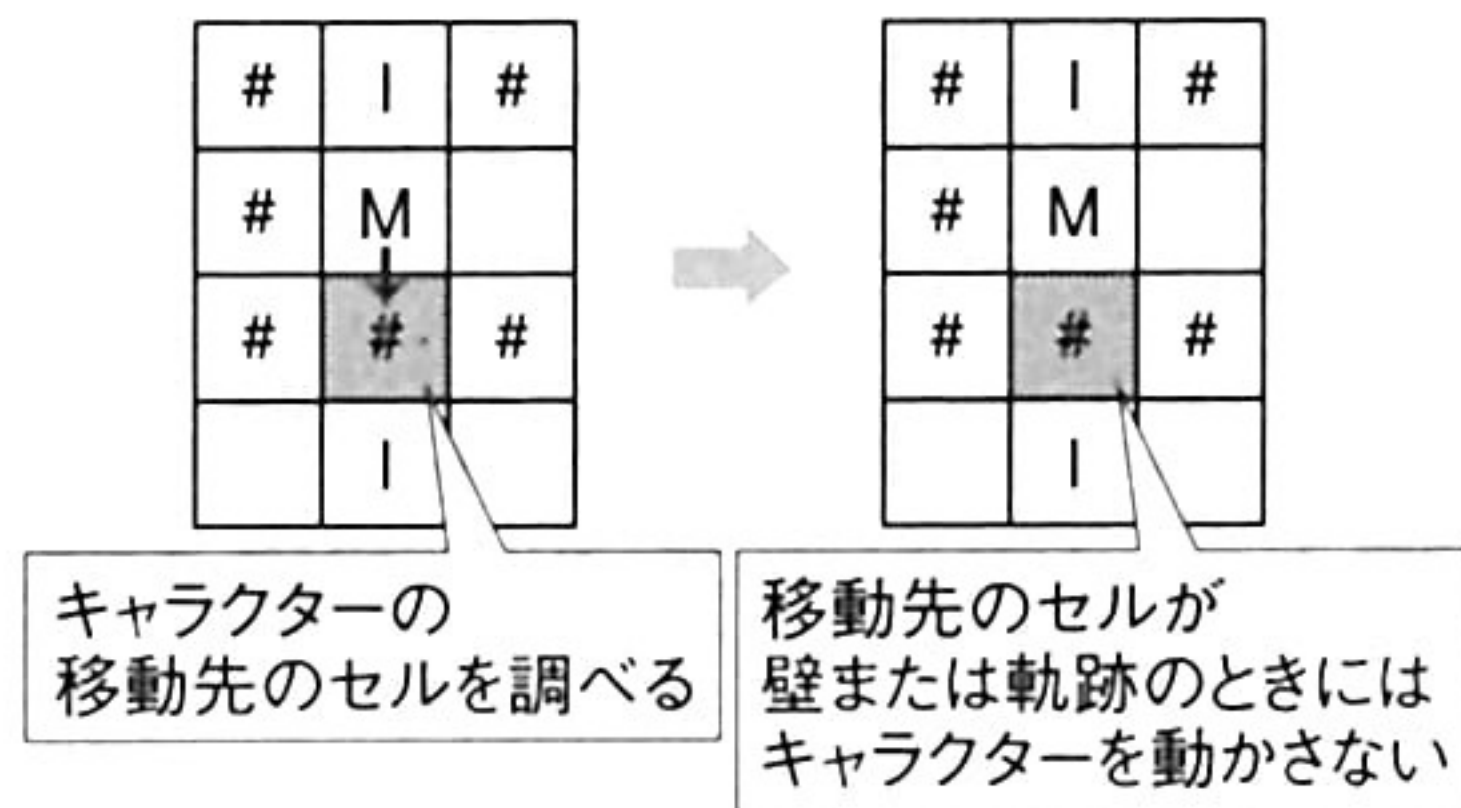 # | #
# M
# # #
|
# | #
# M
# # #
|
キャラクターの
移動先のセルを調べる
移動先のセルが
壁または軌跡のときには
キャラクターを動かさない